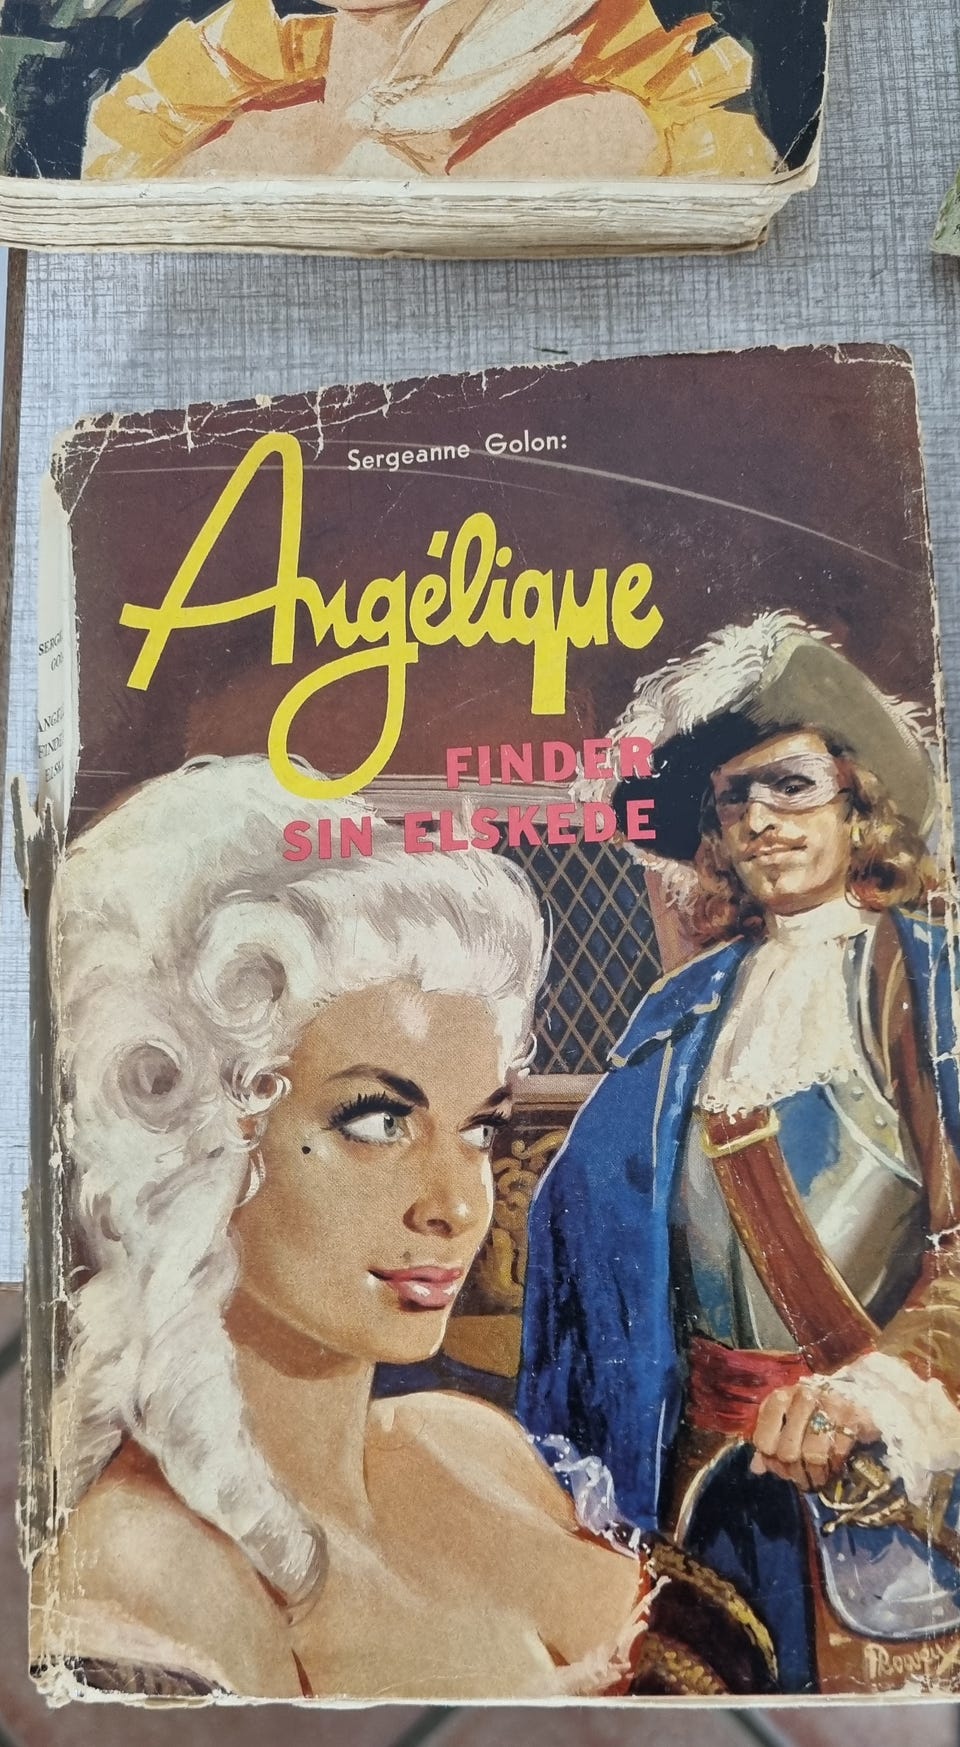 Sergeanne Golon:
Angélique
FINDER
SIN ELSKEDE